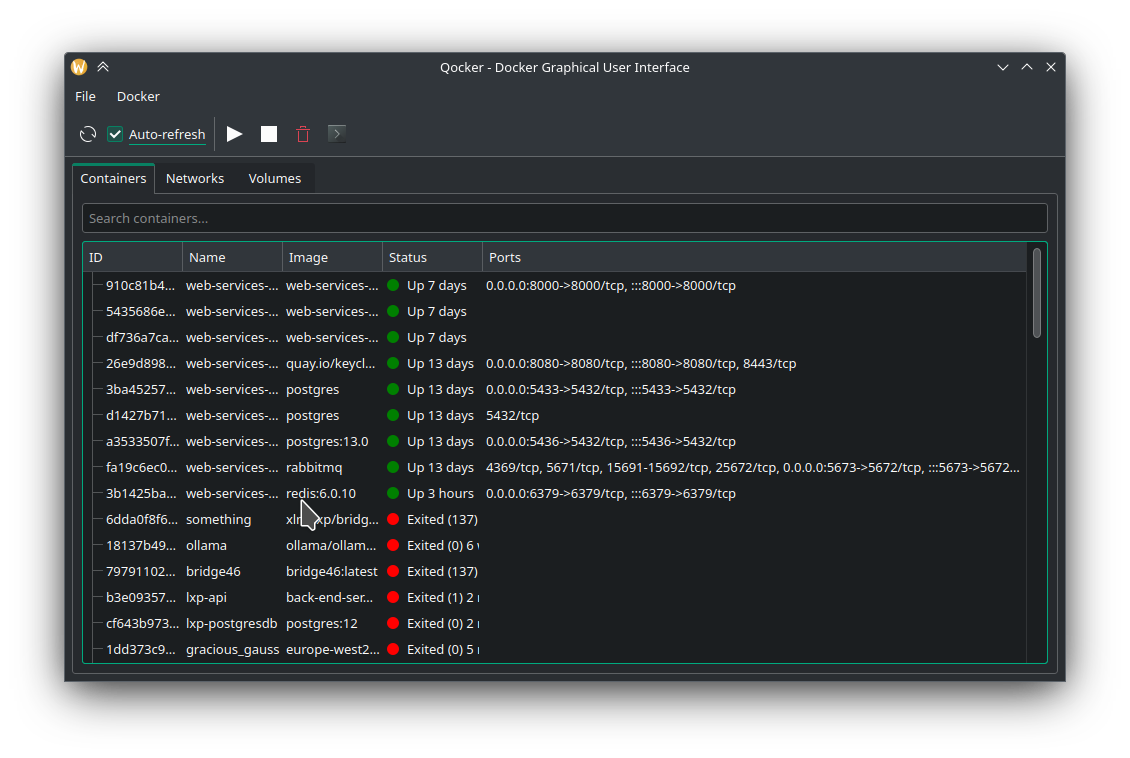 Qocker - Docker Graphical User Interface
File Docker
Auto-refresh
Containers Networks Volumes
Search containers...
ID Name Image Status Ports
910c81b4... web-services-... web-services-... Up 7 days 0.0.0.0:8000->8000/tcp, :::8000->8000/tcp
5435686e... web-services-... web-services-... Up 7 days
df736a7ca... web-services-... web-services-... Up 7 days
26e9d898... web-services-... quay.io/keycl... Up 13 days 0.0.0.0:8080->8080/tcp, :::8080->8080/tcp, 8443/tcp
3ba45257... web-services-... postgres Up 13 days 0.0.0.0:5433->5432/tcp, :::5433->5432/tcp
d1427b71... web-services-... postgres Up 13 days 5432/tcp
a3533507f... web-services-... postgres:13.0 Up 13 days 0.0.0.0:5436->5432/tcp, :::5436->5432/tcp
fa19c6ec0... web-services-... rabbitmq Up 13 days 4369/tcp, 5671/tcp, 15691-15692/tcp, 25672/tcp, 0.0.0.0:5673->5672/tcp, :::5673->5672...
3b1425ba... web-services-... redis:6.0.10 Up 3 hours 0.0.0.0:6379->6379/tcp, :::6379->6379/tcp
6dda0f8f6... something Exited (137)
18137b49... ollama ollama/ollam... Exited (0) 6
79791102... bridge46 bridge46:latest Exited (137)
b3e09357... lxp-api back-end-ser... Exited (1) 2
cf643b973... lxp-postgresdb postgres:12 Exited (0) 2
1dd373c9... gracious_gauss europe-west2... Exited (0) 5